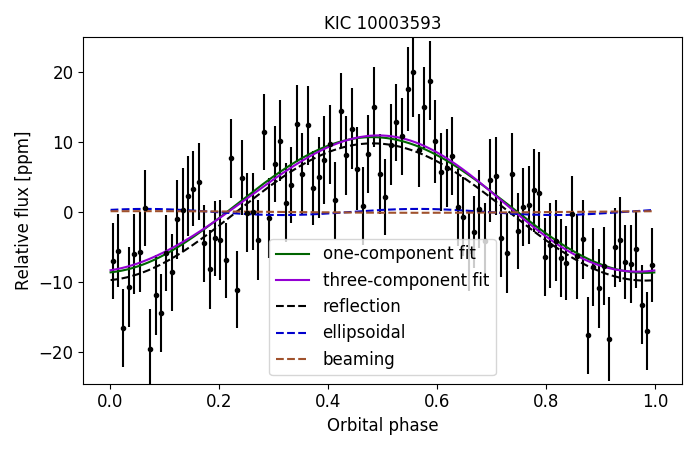 KIC 10003593
Relative flux [ppm]
20
10
0
−10
−20
one-component fit
three-component fit
reflection
ellipsoidal
beaming
0.0 0.2 0.4 0.6 0.8 1.0
Orbital phase